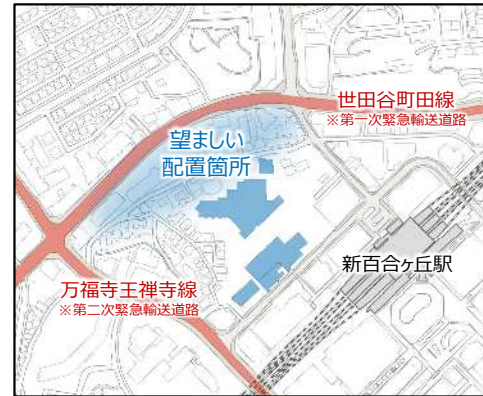 世田谷町田線
※第一次緊急輸送道路
望ましい
配置箇所
新百合ヶ丘駅
万福寺王禅寺線
※第二次緊急輸送道路